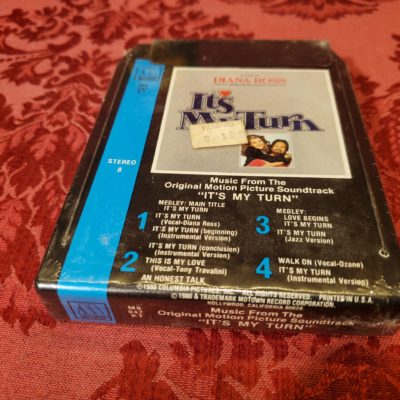 DIANA ROSS
It's
My Turn
STEREO
8
Music From The
Original Motion Picture Soundtrack
"IT'S MY TURN"
1
MEDLEY: MAIN TITLE
IT'S MY TURN
IT'S MY TURN
(Vocal-Diana Ross)
IT'S MY TURN (beginning)
(Instrumental Version)
2
IT'S MY TURN (conclusion)
(Instrumental Version)
THIS IS MY LOVE
(Vocal-Tony Travalini)
AN HONEST TALK
3
MEDLEY:
LOVE BEGINS
IT'S MY TURN
IT'S MY TURN
(Jazz Version)
4
WALK ON (Vocal-Ozone)
IT'S MY TURN
(Instrumental Version)
RESERVED. PRINTED IN U.S.A.
© 1980 & TRADEMARK MOTOWN RECORD CORPORATION.
HOLLYWOOD, CALIFORNIA 90028
Music From The
Original Motion Picture Soundtrack
"IT'S MY TURN"